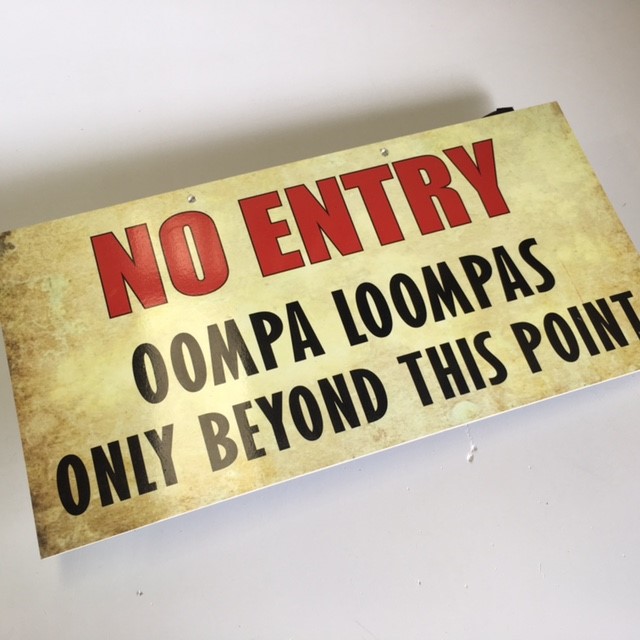 NO ENTRY
OOMPA LOOMPAS
ONLY BEYOND THIS POINT